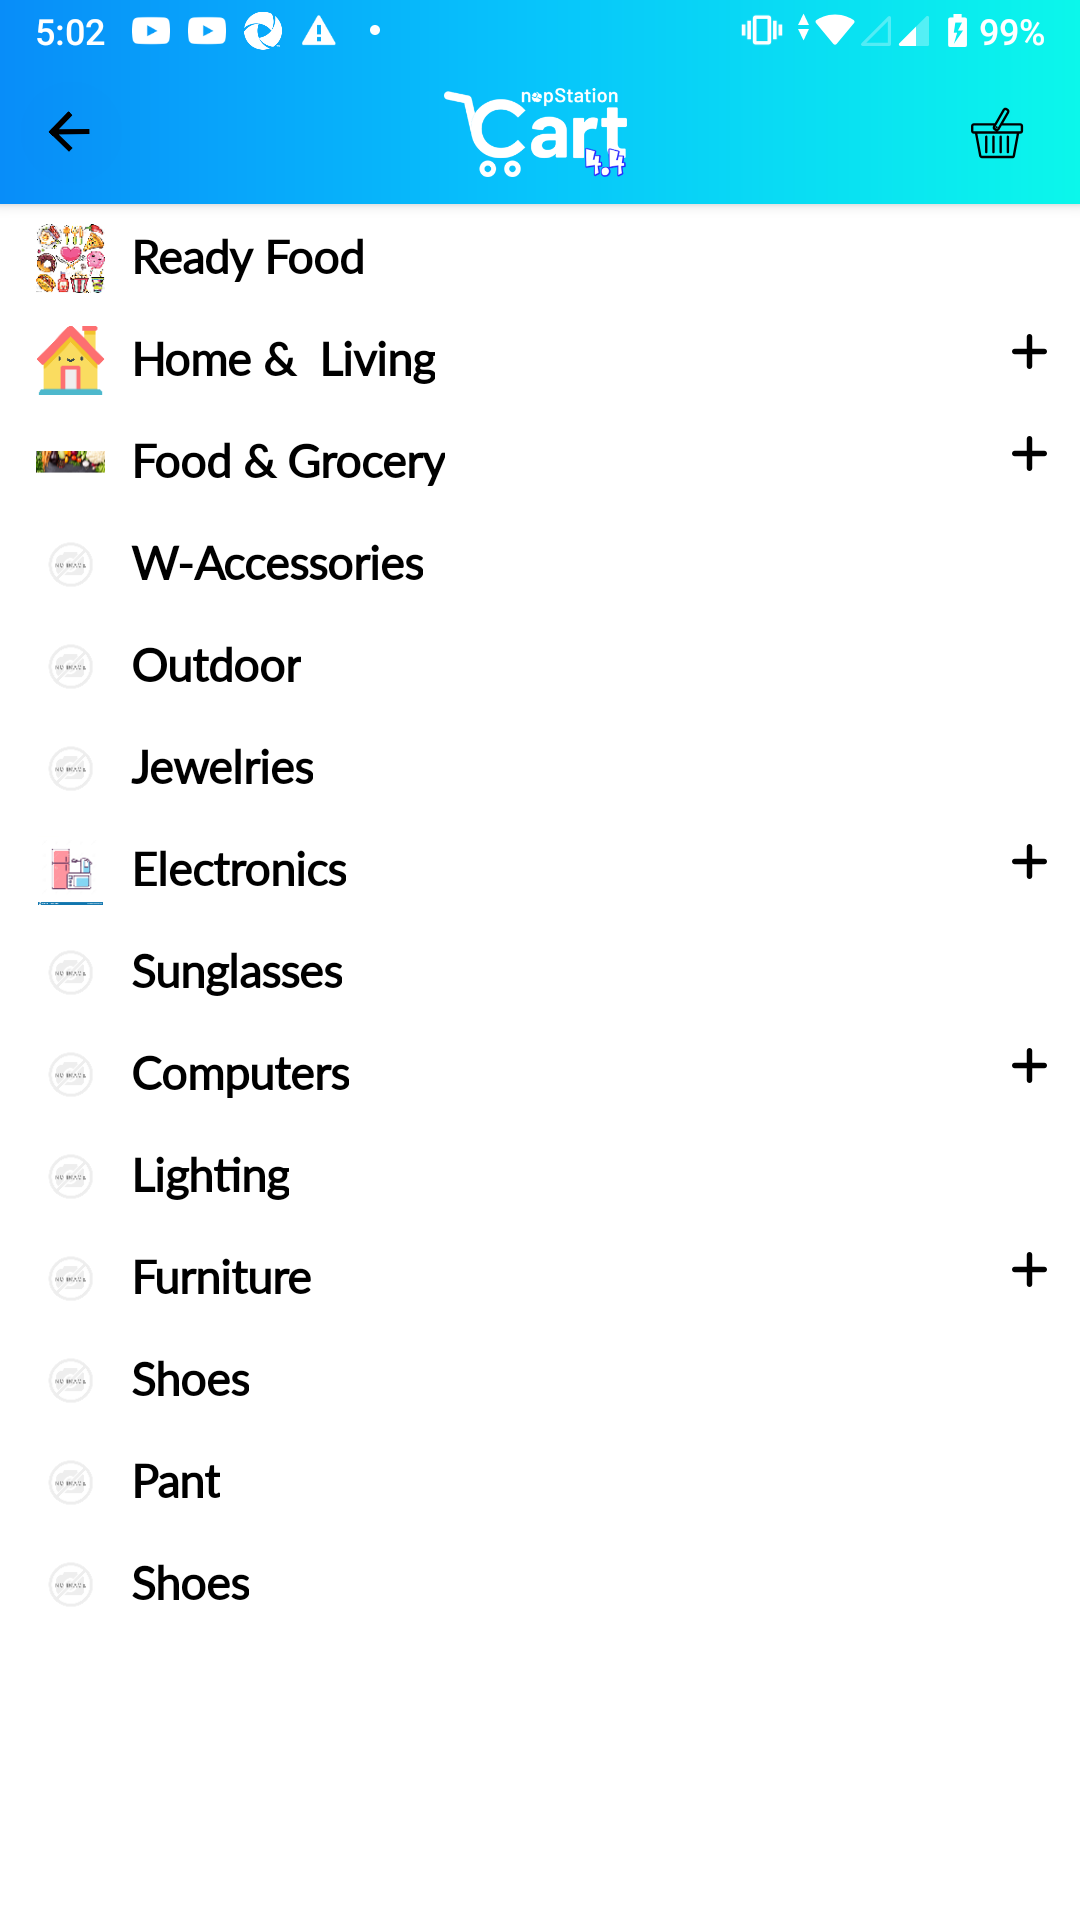 5:02
99%
nopStation
Cart
4.4
Ready Food
Home &  Living
Food & Grocery
W-Accessories
Outdoor
Jewelries
Electronics
Sunglasses
Computers
Lighting
Furniture
Shoes
Pant
Shoes